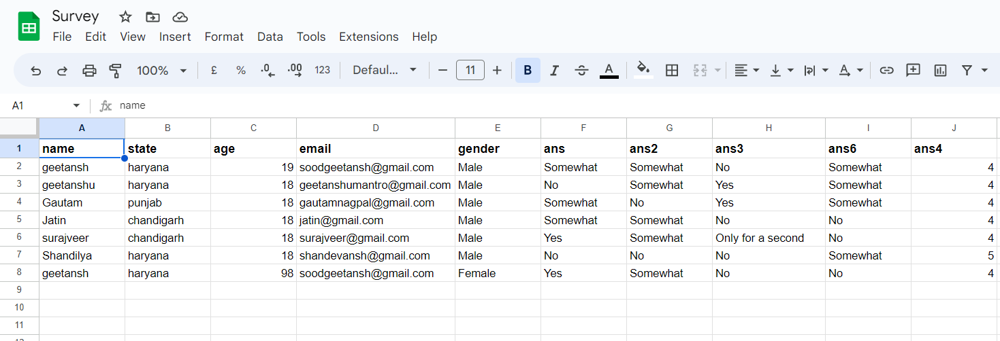 Survey
File Edit View Insert Format Data Tools Extensions Help
100% £ % .0 .00 123 Defaul... − 11 + B I S A A
A1 fx name
A B C D E F G H I J
1 name state age email gender ans ans2 ans3 ans6 ans4
2 geetansh haryana 19 soodgeetansh@gmail.com Male Somewhat Somewhat No Somewhat 4
3 geetanshu haryana 18 geetanshumantro@gmail.com Male No Somewhat Yes Somewhat 4
4 Gautam punjab 18 gautamnagpal@gmail.com Male Somewhat No Yes Somewhat 4
5 Jatin chandigarh 18 jatin@gmail.com Male Somewhat Somewhat No No 4
6 surajveer chandigarh 18 surajveer@gmail.com Male Yes Somewhat Only for a second No 4
7 Shandilya haryana 18 shandevansh@gmail.com Male No No No Somewhat 5
8 geetansh haryana 98 soodgeetansh@gmail.com Female Yes Somewhat No No 4
9
10
11